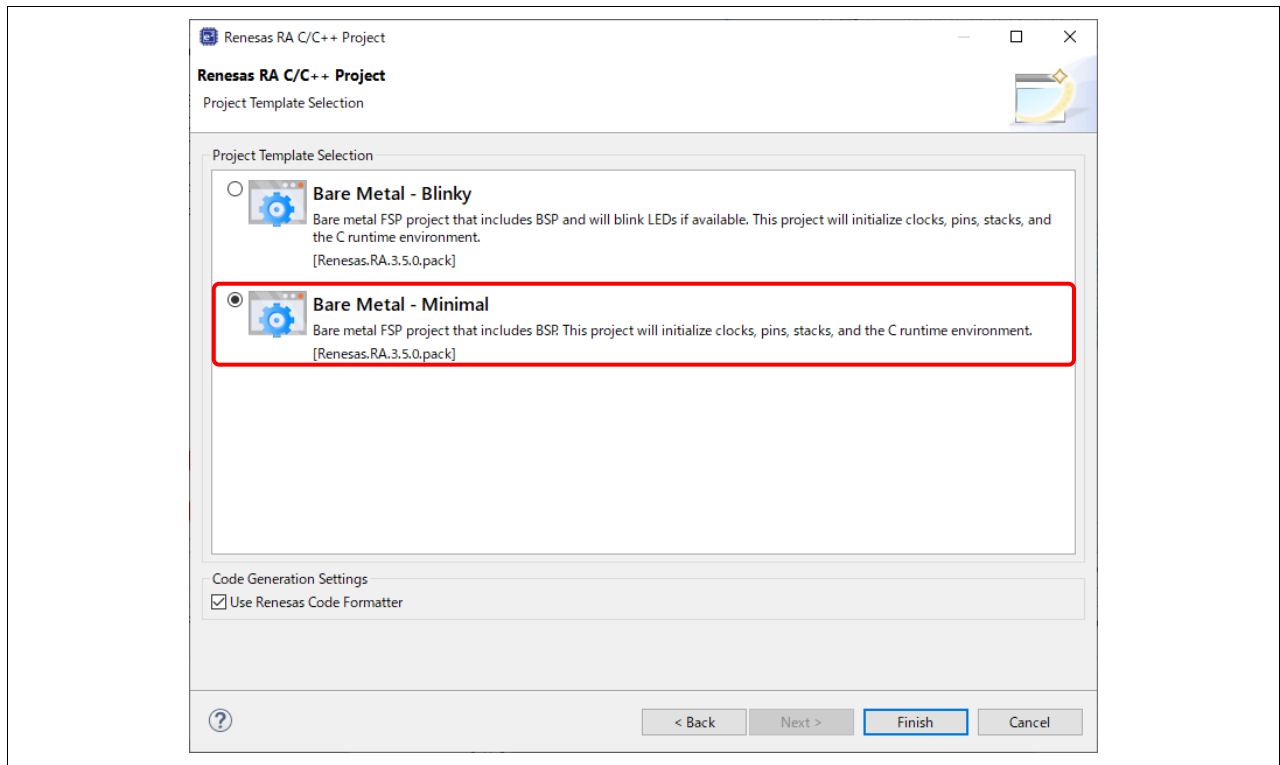 Renesas RA C/C++ Project
Renesas RA C/C++ Project
Project Template Selection
Project Template Selection
Bare Metal - Blinky
Bare metal FSP project that includes BSP and will blink LEDs if available. This project will initialize clocks, pins, stacks, and
the C runtime environment.
[Renesas.RA.3.5.0.pack]
Bare Metal - Minimal
Bare metal FSP project that includes BSP. This project will initialize clocks, pins, stacks, and the C runtime environment.
[Renesas.RA.3.5.0.pack]
Code Generation Settings
Use Renesas Code Formatter
?
< Back
Next >
Finish
Cancel